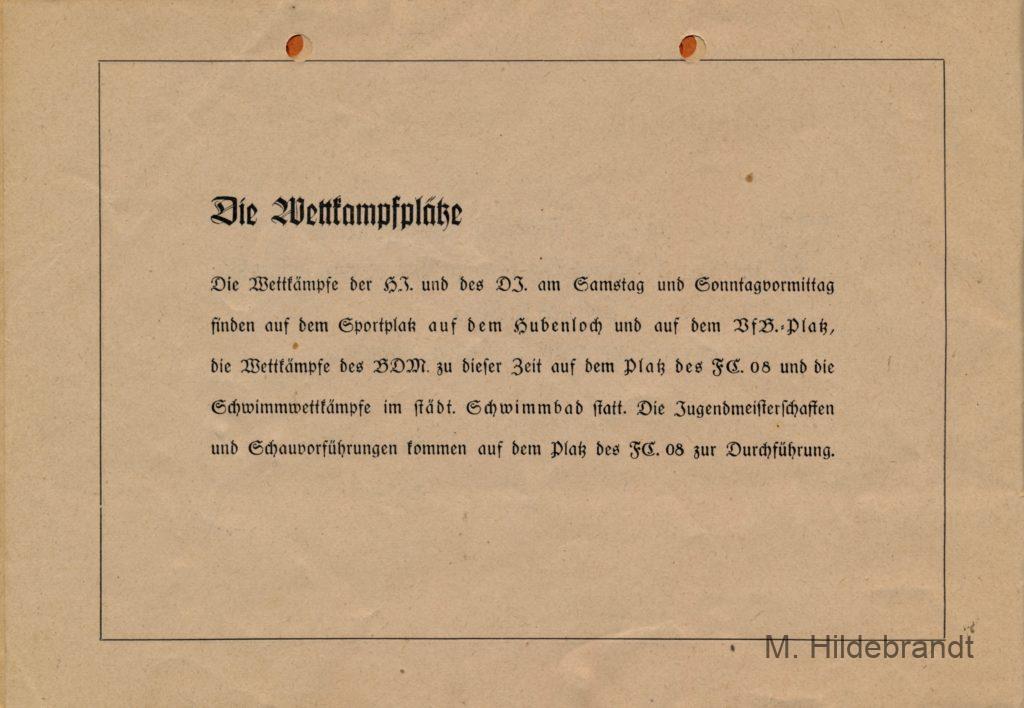 Die Wettkampfplätze
Die Wettkämpfe der HJ. und des DJ. am Samstag und Sonntagvormittag
finden auf dem Sportplatz auf dem Hubenloch und auf dem VfB.-Platz,
die Wettkämpfe des BDM. zu dieser Zeit auf dem Platz des FC. 08 und die
Schwimmwettkämpfe im städt. Schwimmbad statt. Die Jugendmeisterschaften
und Schauvorführungen kommen auf dem Platz des FC. 08 zur Durchführung.
M. Hildebrandt